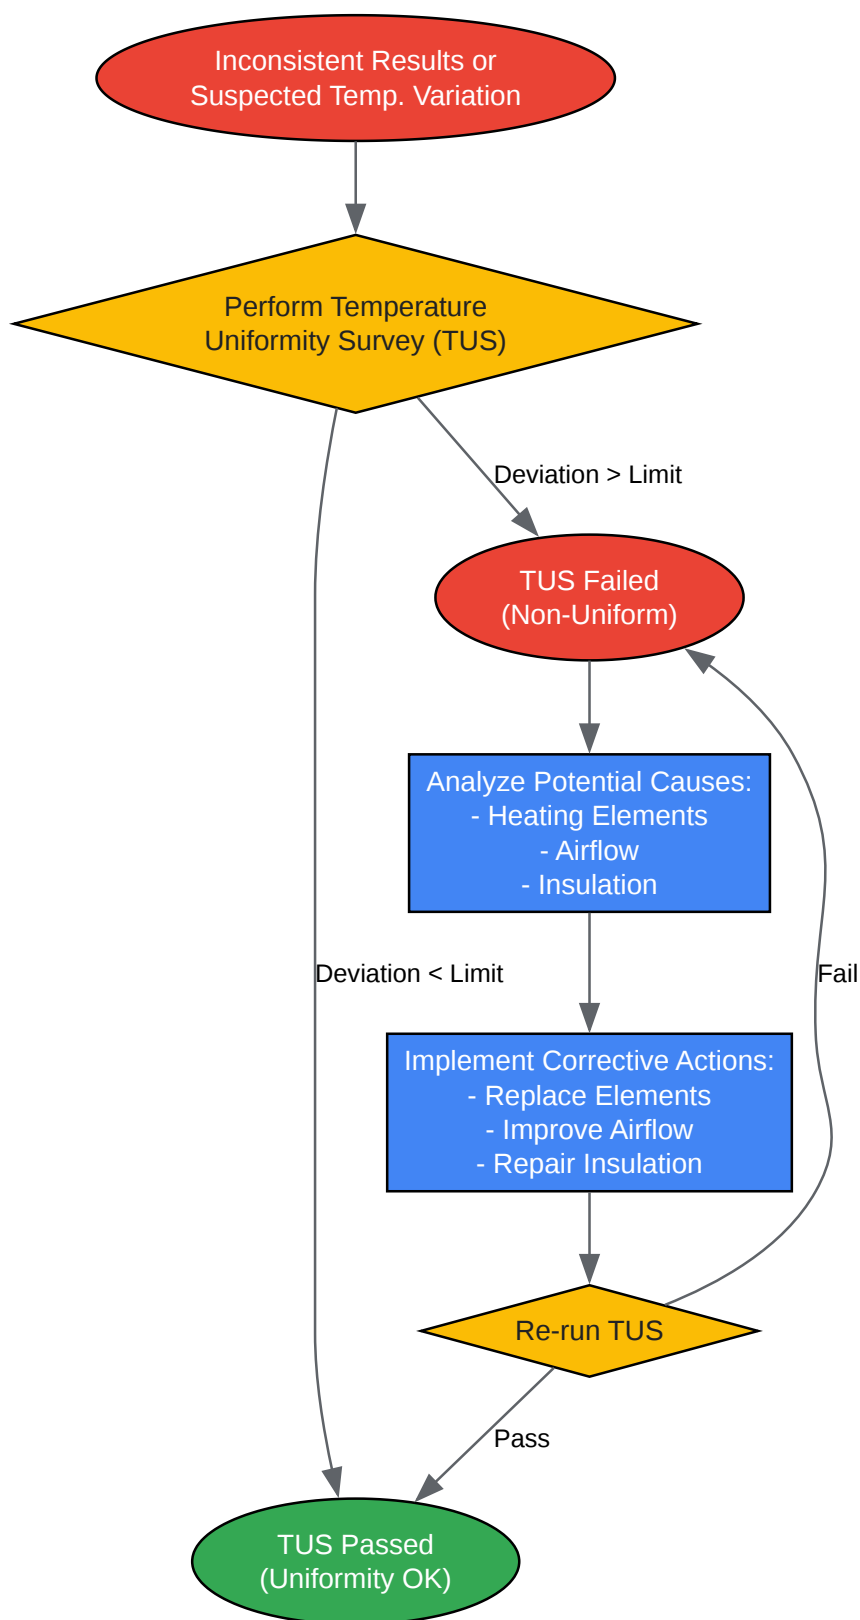 Inconsistent Results or
Suspected Temp. Variation
Perform Temperature
Uniformity Survey (TUS)
Deviation > Limit
TUS Failed
(Non-Uniform)
Analyze Potential Causes:
- Heating Elements
- Airflow
- Insulation
Deviation < Limit
Fail
Implement Corrective Actions:
- Replace Elements
- Improve Airflow
- Repair Insulation
Re-run TUS
Pass
TUS Passed
(Uniformity OK)